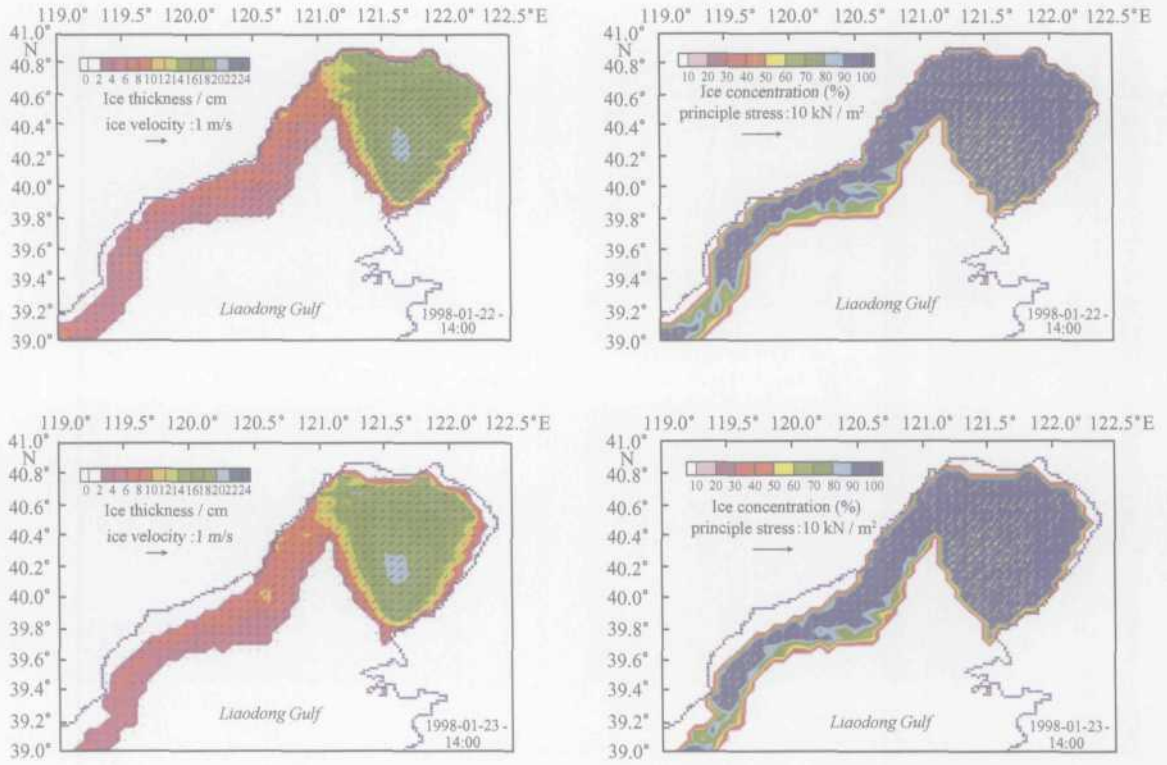 119.0° 119.5° 120.0° 120.5° 121.0° 121.5° 122.0° 122.5°E
41.0°
N
40.8°
40.6°
40.4°
40.2°
40.0°
39.8°
39.6°
39.4°
39.2°
39.0°
0 2 4 6 8 10 12 14 16 18 20 22 24
Ice thickness / cm
ice velocity :1 m/s
Liaodong Gulf
1998-01-22-
14:00
119.0° 119.5° 120.0° 120.5° 121.0° 121.5° 122.0° 122.5°E
41.0°
N
40.8°
40.6°
40.4°
40.2°
40.0°
39.8°
39.6°
39.4°
39.2°
39.0°
10 20 30 40 50 60 70 80 90 100
Ice concentration (%)
principle stress : 10 kN / m²
Liaodong Gulf
1998-01-22-
14:00
119.0° 119.5° 120.0° 120.5° 121.0° 121.5° 122.0° 122.5°E
41.0°
N
40.8°
40.6°
40.4°
40.2°
40.0°
39.8°
39.6°
39.4°
39.2°
39.0°
0 2 4 6 8 10 12 14 16 18 20 22 24
Ice thickness / cm
ice velocity :1 m/s
Liaodong Gulf
1998-01-23-
14:00
119.0° 119.5° 120.0° 120.5° 121.0° 121.5° 122.0° 122.5°E
41.0°
N
40.8°
40.6°
40.4°
40.2°
40.0°
39.8°
39.6°
39.4°
39.2°
39.0°
10 20 30 40 50 60 70 80 90 100
Ice concentration (%)
principle stress : 10 kN / m²
Liaodong Gulf
1998-01-23-
14:00